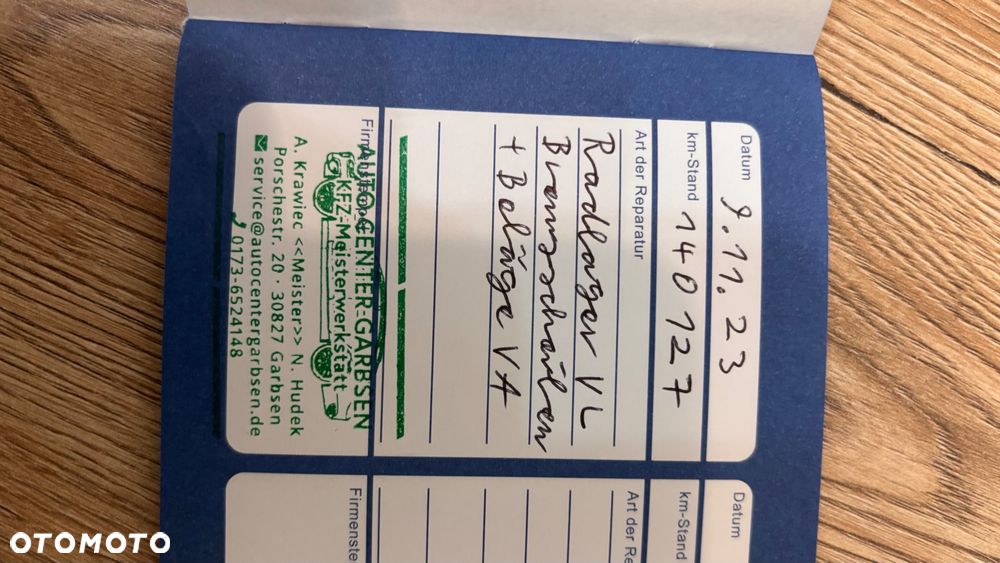 Datum 9.11.23
km-Stand 140127
Art der Reparatur
Radlager VL
Bremsscheiben
+ Beläge VA
Firmenstempel
AUTO-CENTER-GARBSEN
KFZ-Meisterwerkstatt
A. Krawiec <<Meister>> N. Hudek
Porschestr. 20 · 30827 Garbsen
service@autocentergarbsen.de
0173-6524148
Datum
km-Stand
Art der Re
Firmenste
OTOMOTO